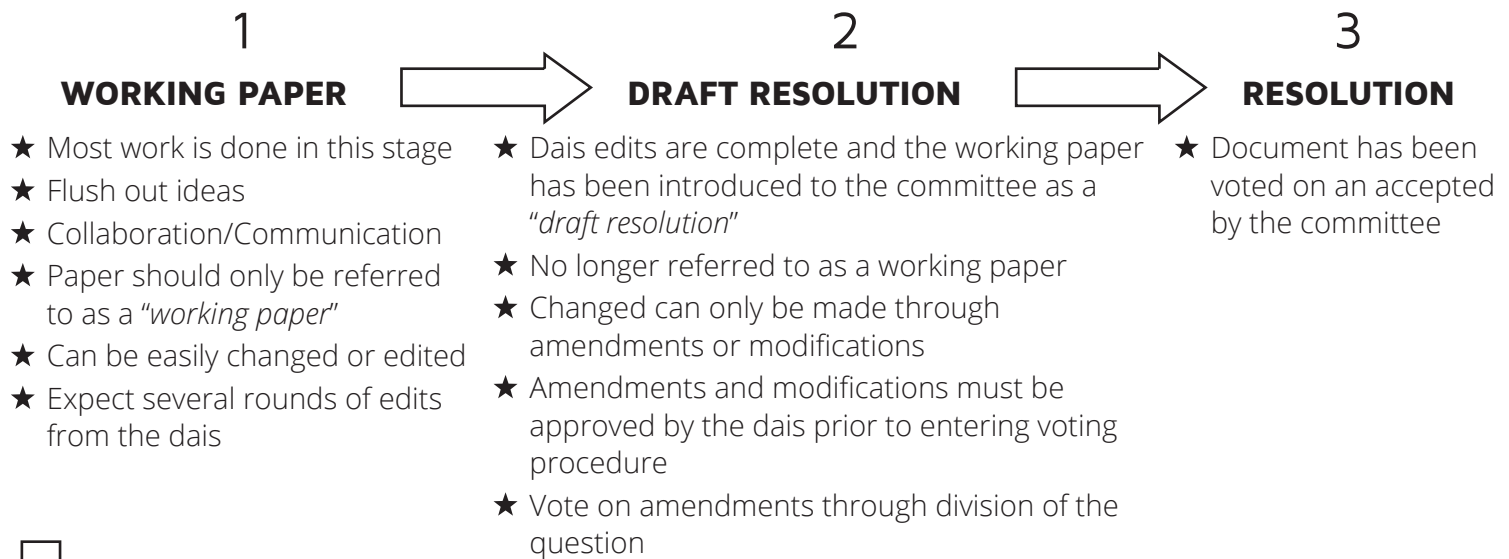 1
WORKING PAPER
★ Most work is done in this stage
★ Flush out ideas
★ Collaboration/Communication
★ Paper should only be referred
to as a “working paper”
★ Can be easily changed or edited
★ Expect several rounds of edits
from the dais
2
DRAFT RESOLUTION
★ Dais edits are complete and the working paper
has been introduced to the committee as a
“draft resolution”
★ No longer referred to as a working paper
★ Changed can only be made through
amendments or modifications
★ Amendments and modifications must be
approved by the dais prior to entering voting
procedure
★ Vote on amendments through division of the
question
3
RESOLUTION
★ Document has been
voted on an accepted
by the committee